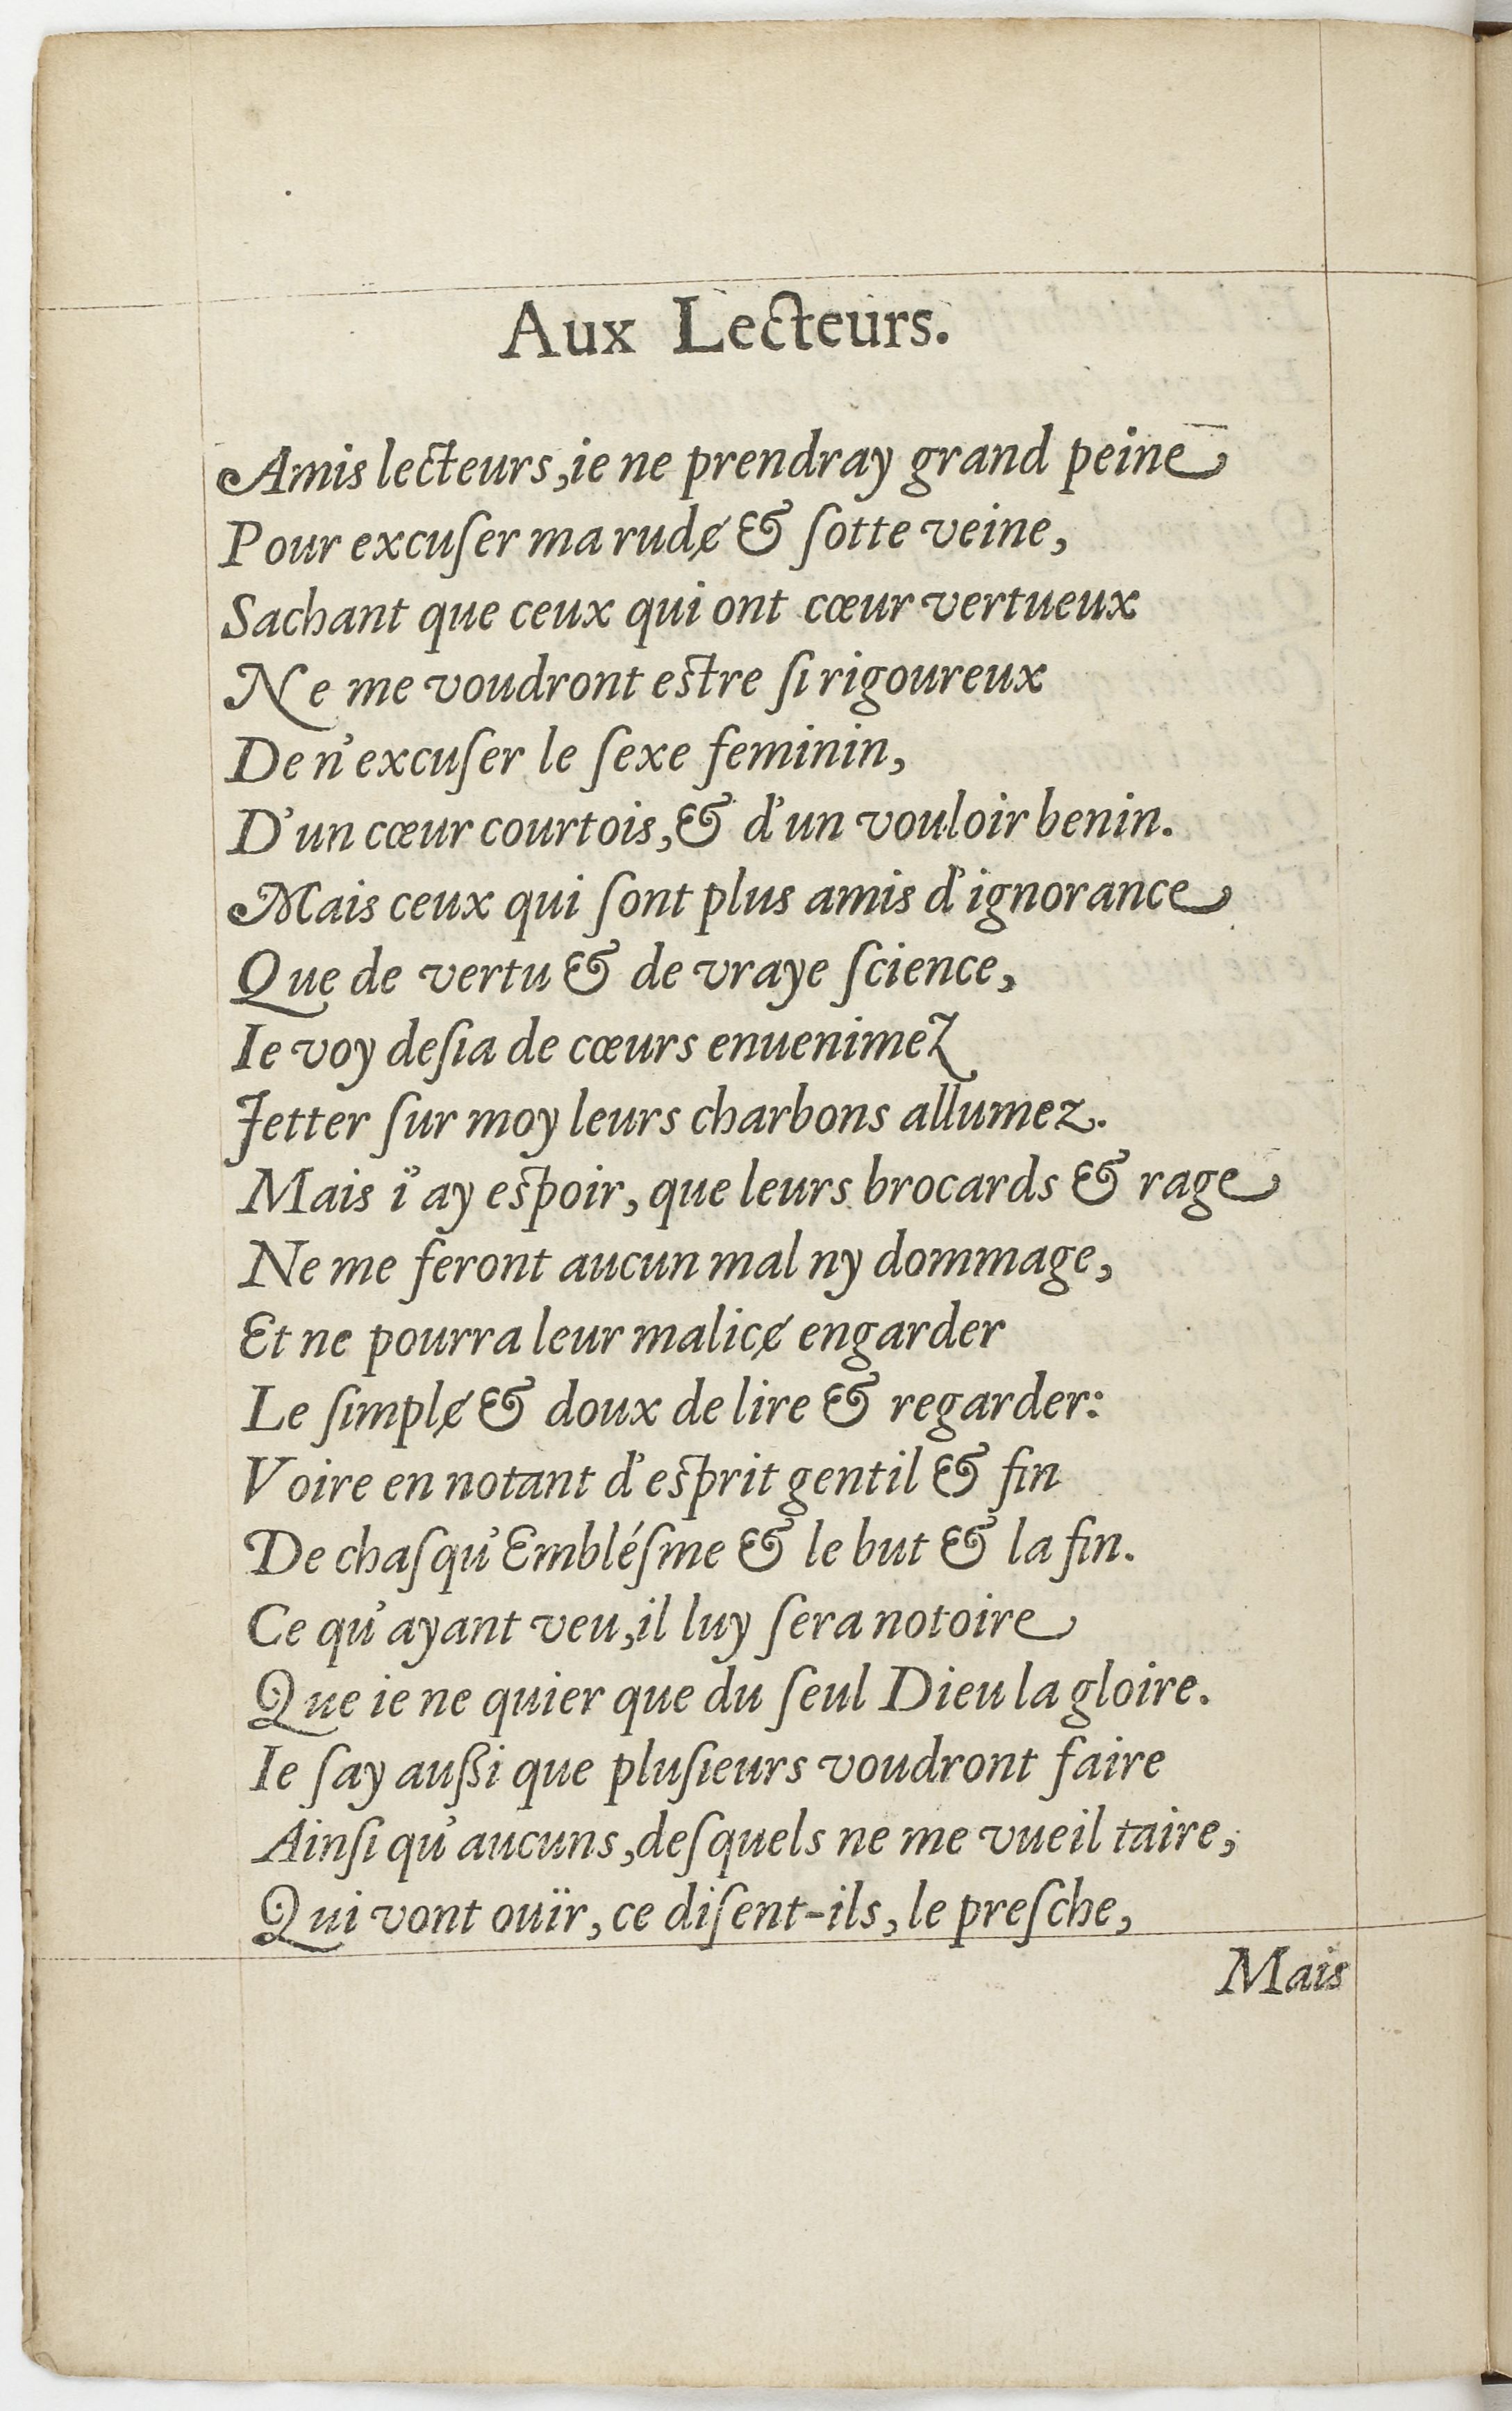 Aux Lecteurs.
Amis lecteurs, ie ne prendray grand peine
Pour excuſer ma rudɇ & ſotte veine,
Sachant que ceux qui ont cœur vertueux
Ne me voudront eſtre ſi rigoureux
De n'excuſer le ſexe feminin,
D'un cœur courtois, & d'un vouloir benin.
Mais ceux qui ſont plus amis d'ignorance
Que de vertu & de vraye ſcience,
Ie voy deſia de cœurs enuenimez
Jetter ſur moy leurs charbons allumez.
Mais i'ay eſpoir, que leurs brocards & rage
Ne me feront aucun mal ny dommage,
Et ne pourra leur malicɇ engarder
Le ſimplɇ & doux de lire & regarder:
Voire en notant d'eſprit gentil & fin
De chaſqu'Embléſme & le but & la fin.
Ce qu'ayant veu, il luy ſera notoire
Que ie ne quier que du ſeul Dieu la gloire.
Ie ſay auſſi que pluſieurs voudront faire
Ainſi qu'aucuns, deſquels ne me vueil taire,
Qui vont ouïr, ce diſent-ils, le preſche,
Mais